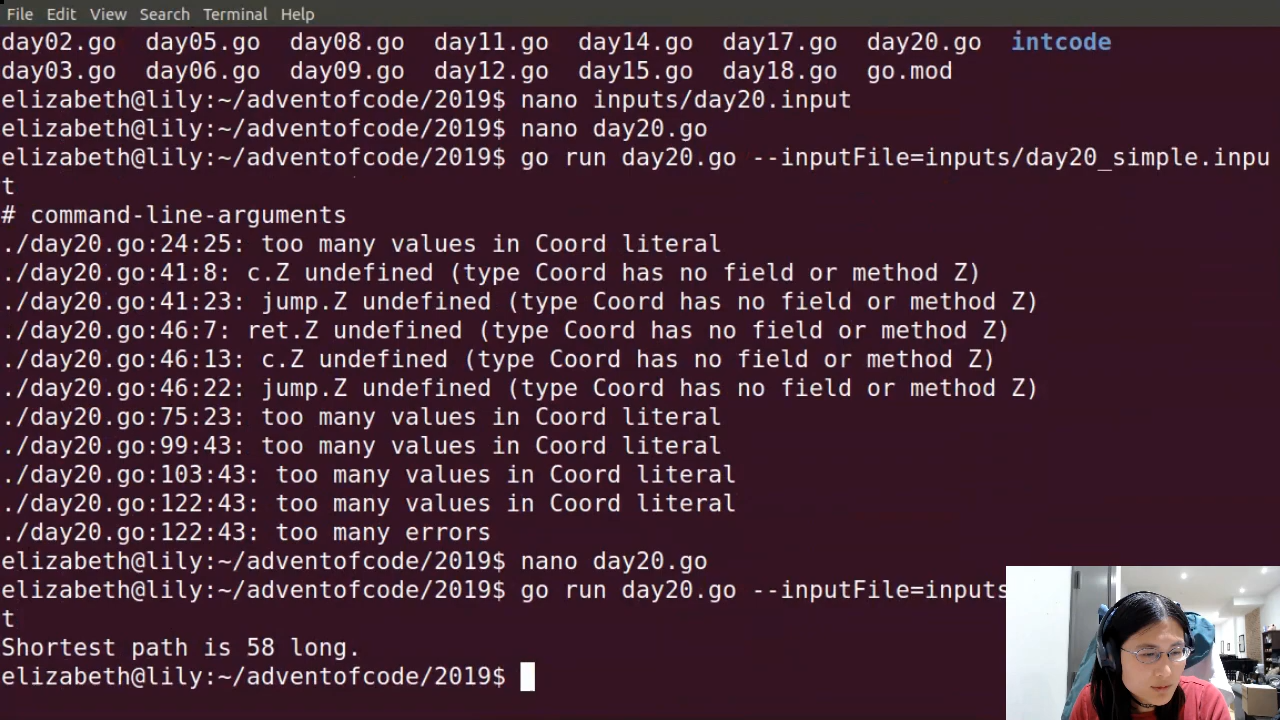 File Edit View Search Terminal Help
day02.go day05.go day08.go day11.go day14.go day17.go day20.go intcode
day03.go day06.go day09.go day12.go day15.go day18.go go.mod
elizabeth@lily:~/adventofcode/2019$ nano inputs/day20.input
elizabeth@lily:~/adventofcode/2019$ nano day20.go
elizabeth@lily:~/adventofcode/2019$ go run day20.go --inputFile=inputs/day20_simple.inpu
t
# command-line-arguments
./day20.go:24:25: too many values in Coord literal
./day20.go:41:8: c.Z undefined (type Coord has no field or method Z)
./day20.go:41:23: jump.Z undefined (type Coord has no field or method Z)
./day20.go:46:7: ret.Z undefined (type Coord has no field or method Z)
./day20.go:46:13: c.Z undefined (type Coord has no field or method Z)
./day20.go:46:22: jump.Z undefined (type Coord has no field or method Z)
./day20.go:75:23: too many values in Coord literal
./day20.go:99:43: too many values in Coord literal
./day20.go:103:43: too many values in Coord literal
./day20.go:122:43: too many values in Coord literal
./day20.go:122:43: too many errors
elizabeth@lily:~/adventofcode/2019$ nano day20.go
elizabeth@lily:~/adventofcode/2019$ go run day20.go --inputFile=inputs
t
Shortest path is 58 long.
elizabeth@lily:~/adventofcode/2019$